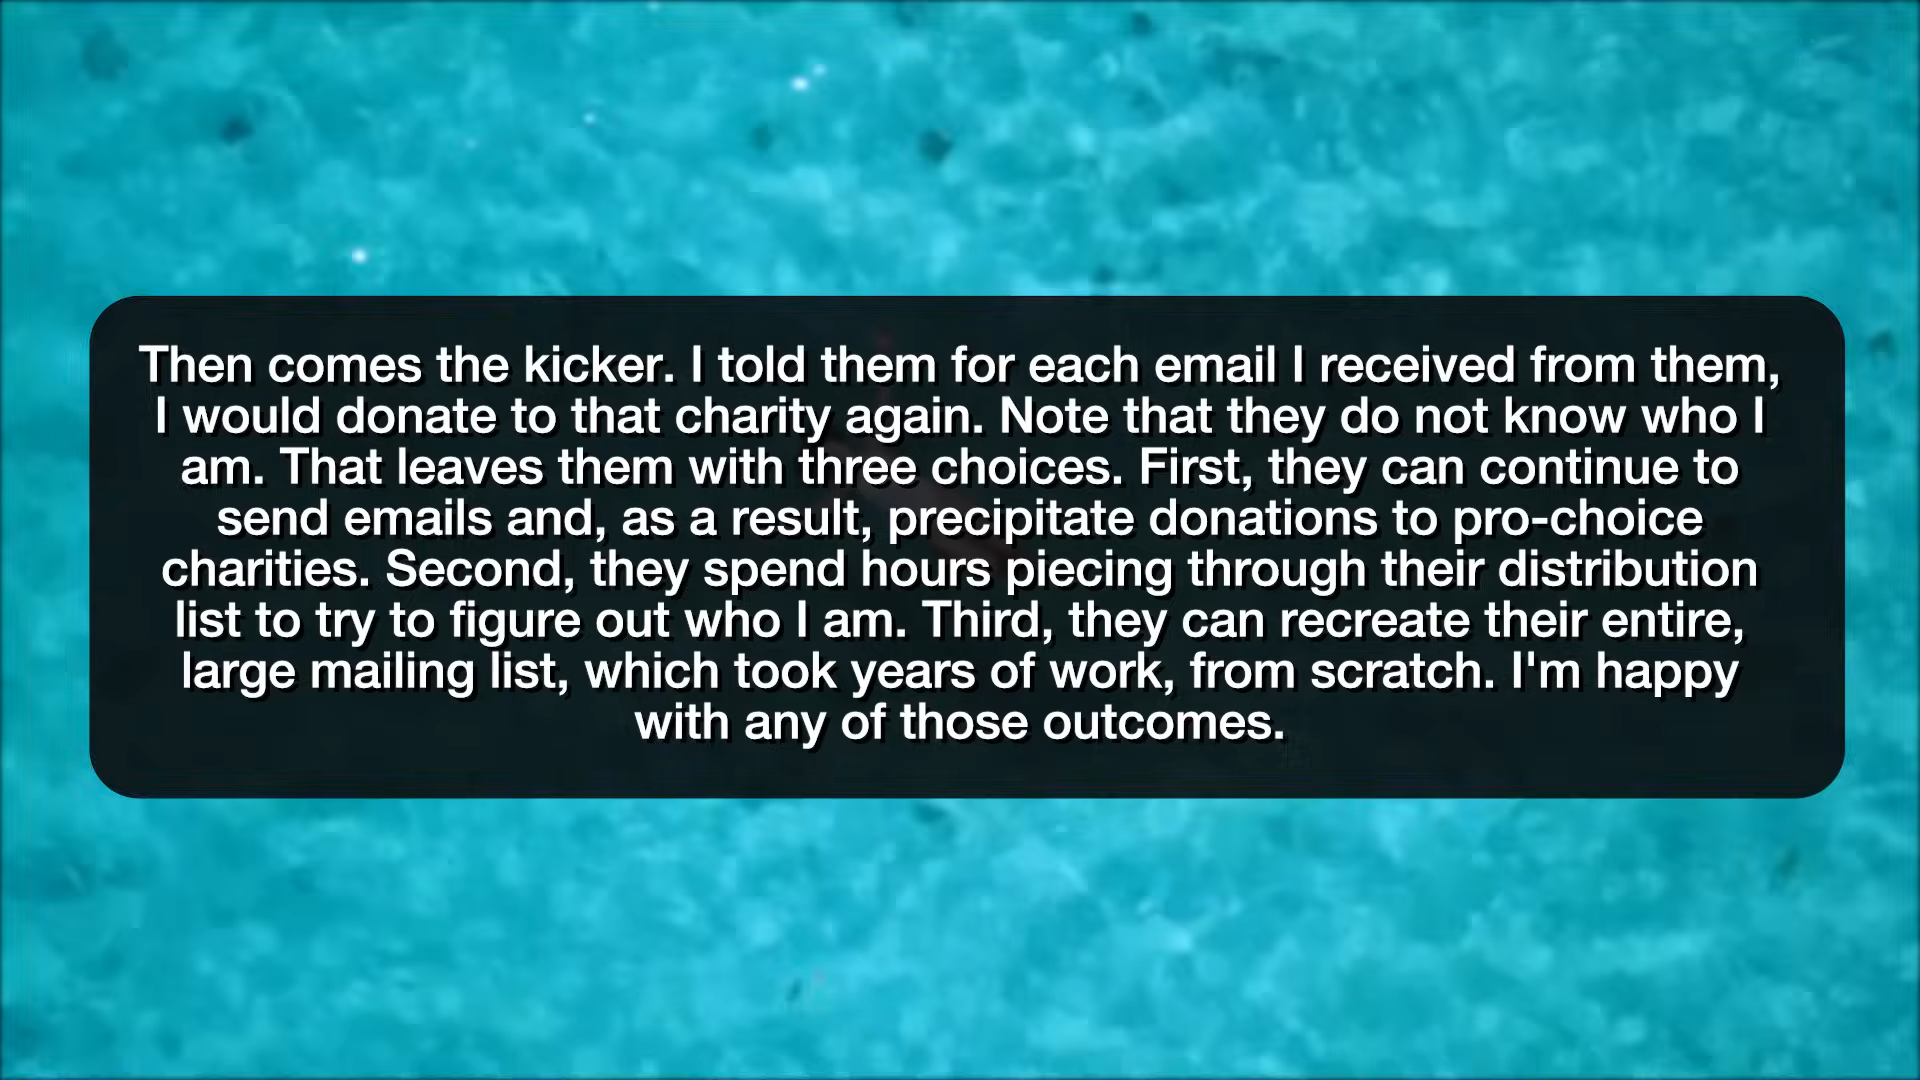 Then comes the kicker. I told them for each email I received from them,
I would donate to that charity again. Note that they do not know who I
am. That leaves them with three choices. First, they can continue to
send emails and, as a result, precipitate donations to pro-choice
charities. Second, they spend hours piecing through their distribution
list to try to figure out who I am. Third, they can recreate their entire,
large mailing list, which took years of work, from scratch. I'm happy
with any of those outcomes.